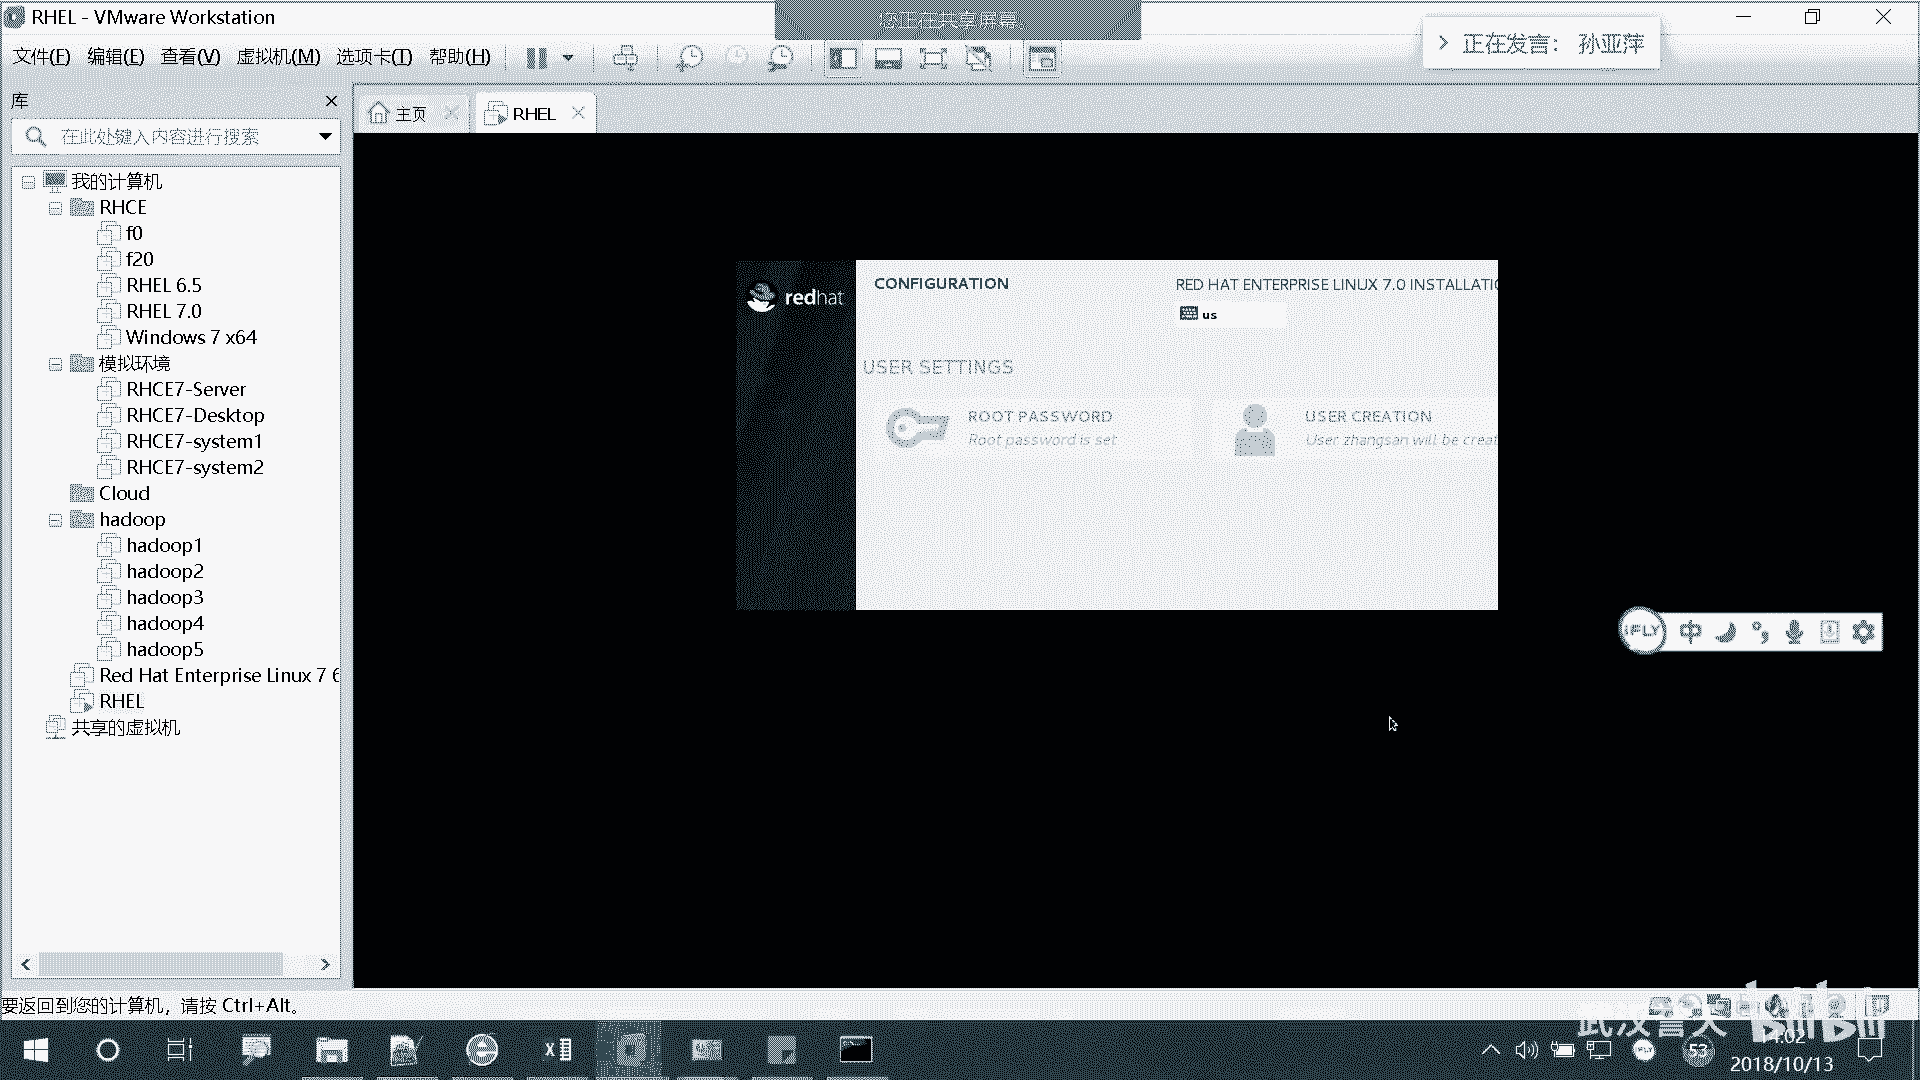 RHEL - VMware Workstation
您正在共享屏幕
正在发言： 孙亚萍
文件(F) 编辑(E) 查看(V) 虚拟机(M) 选项卡(T) 帮助(H)
库
主页
RHEL
在此处键入内容进行搜索
我的计算机
RHCE
f0
f20
RHEL 6.5
RHEL 7.0
Windows 7 x64
模拟环境
RHCE7-Server
RHCE7-Desktop
RHCE7-system1
RHCE7-system2
Cloud
hadoop
hadoop1
hadoop2
hadoop3
hadoop4
hadoop5
Red Hat Enterprise Linux 7 6
RHEL
共享的虚拟机
redhat
CONFIGURATION
RED HAT ENTERPRISE LINUX 7.0 INSTALLATIO
us
USER SETTINGS
ROOT PASSWORD
Root password is set
USER CREATION
User zhangsan will be creat
iFLY 中
要返回到您的计算机，请按 Ctrl+Alt。
武汉誉天 bilibili
53
14:02
2018/10/13